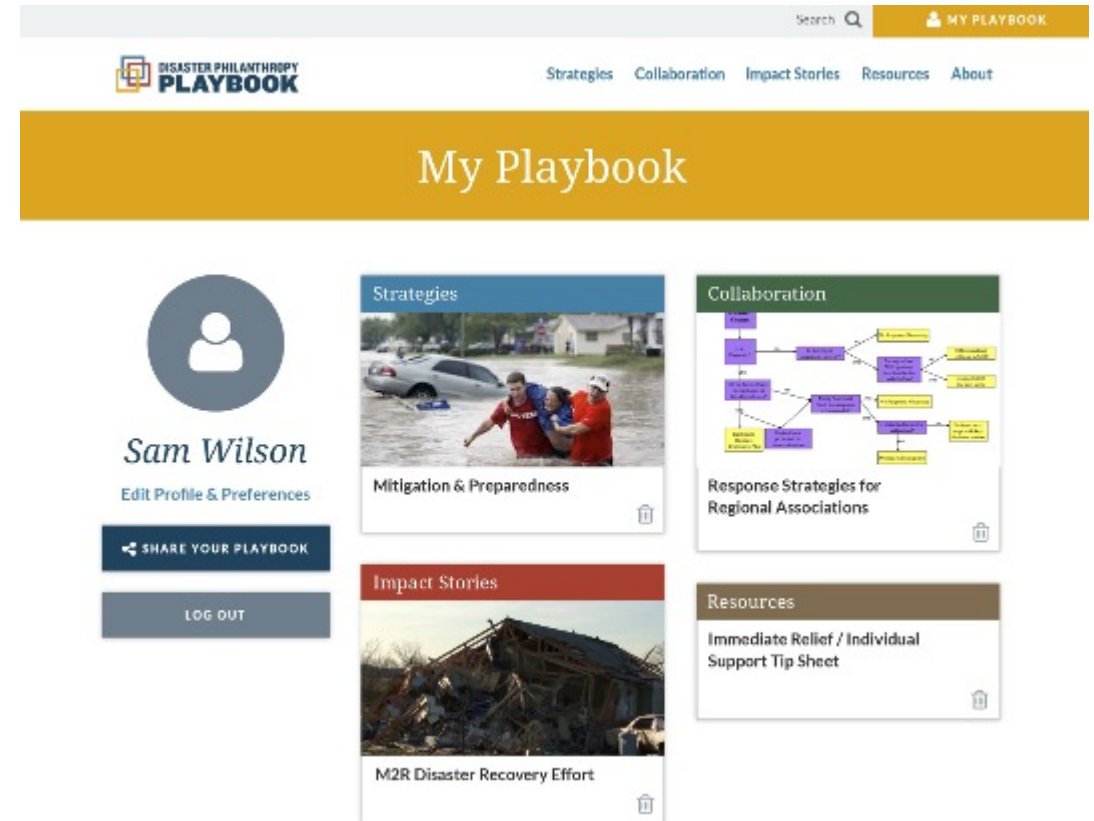 Search
MY PLAYBOOK
DISASTER PHILANTHROPY
PLAYBOOK
Strategies Collaboration Impact Stories Resources About
My Playbook
Sam Wilson
Edit Profile & Preferences
SHARE YOUR PLAYBOOK
LOG OUT
Strategies
Mitigation & Preparedness
Collaboration
Response Strategies for
Regional Associations
Impact Stories
M2R Disaster Recovery Effort
Resources
Immediate Relief / Individual
Support Tip Sheet